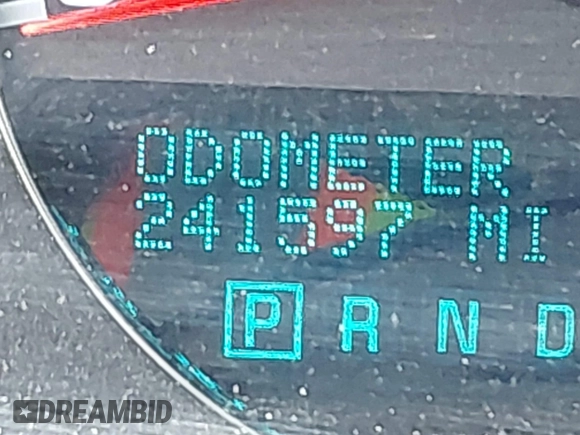 ODOMETER
241597 MI
P R N D
DREAMBID